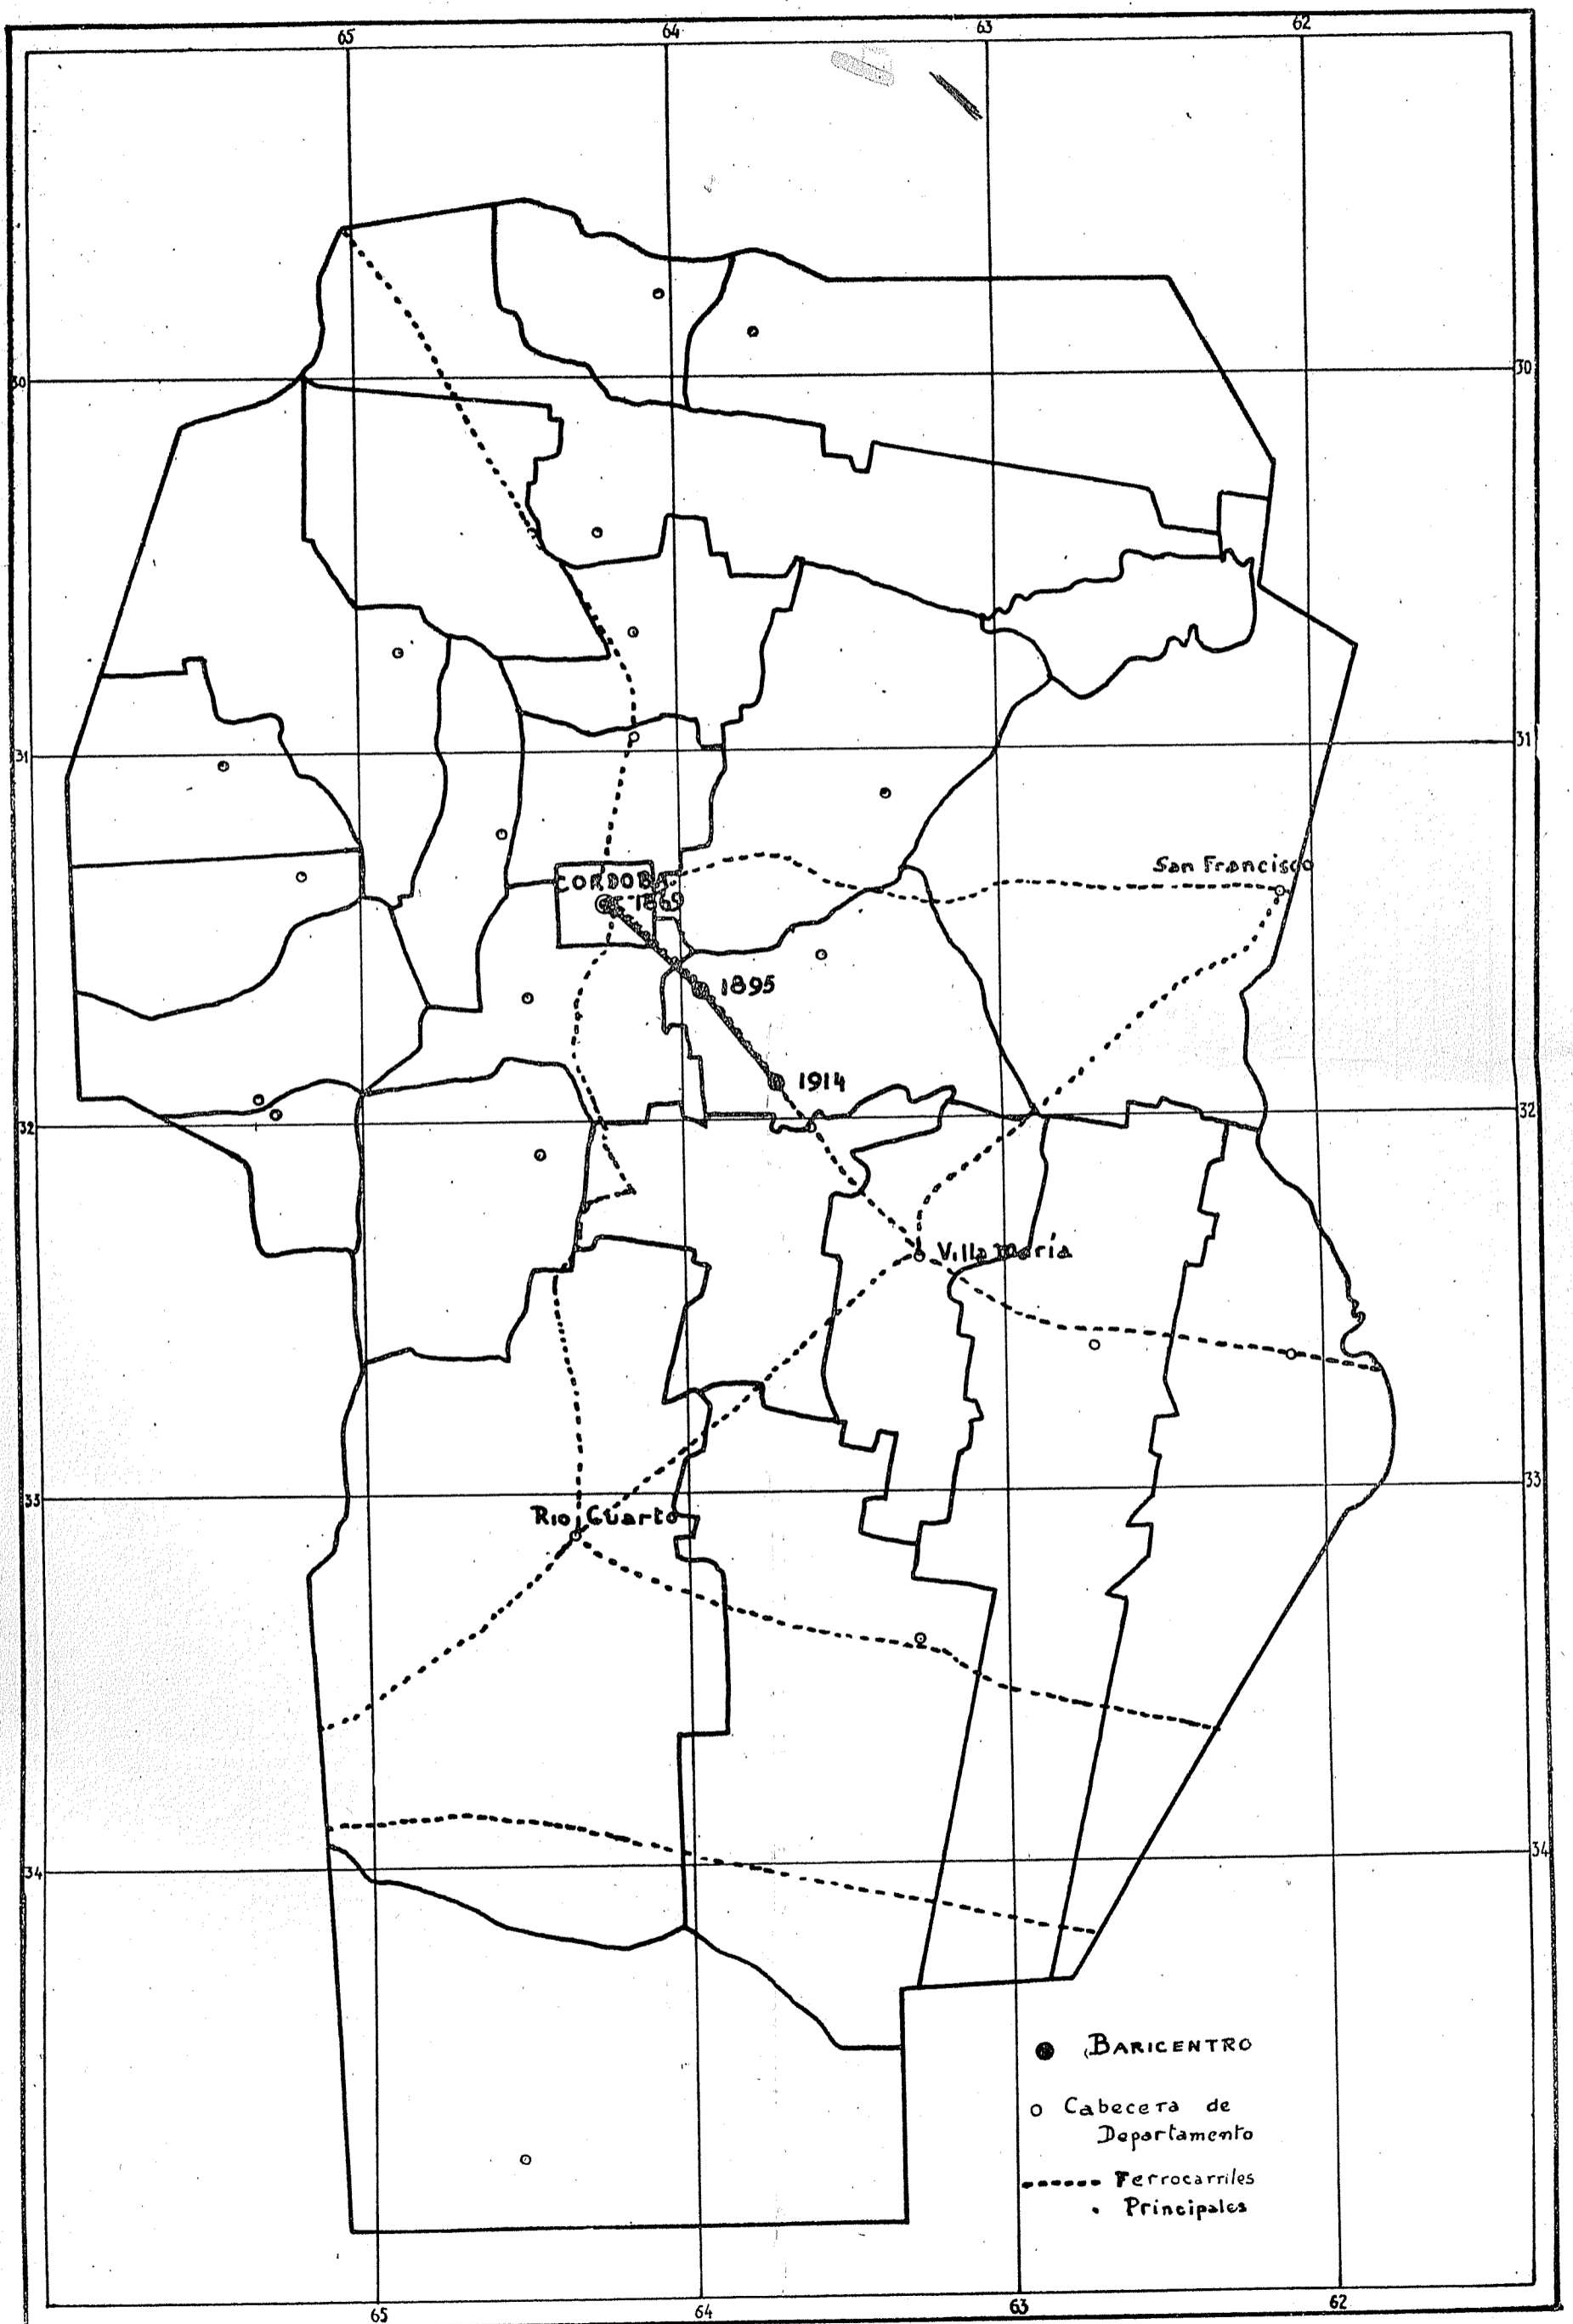 65 64 63 62
30 30
31 31
San Francisco
CORDOBA
1869
1895
1914
32 32
Villa María
33 33
Rio Cuarto
34 34
BARICENTRO
Cabecera de
Departamento
Ferrocarriles
Principales
65 64 63 62